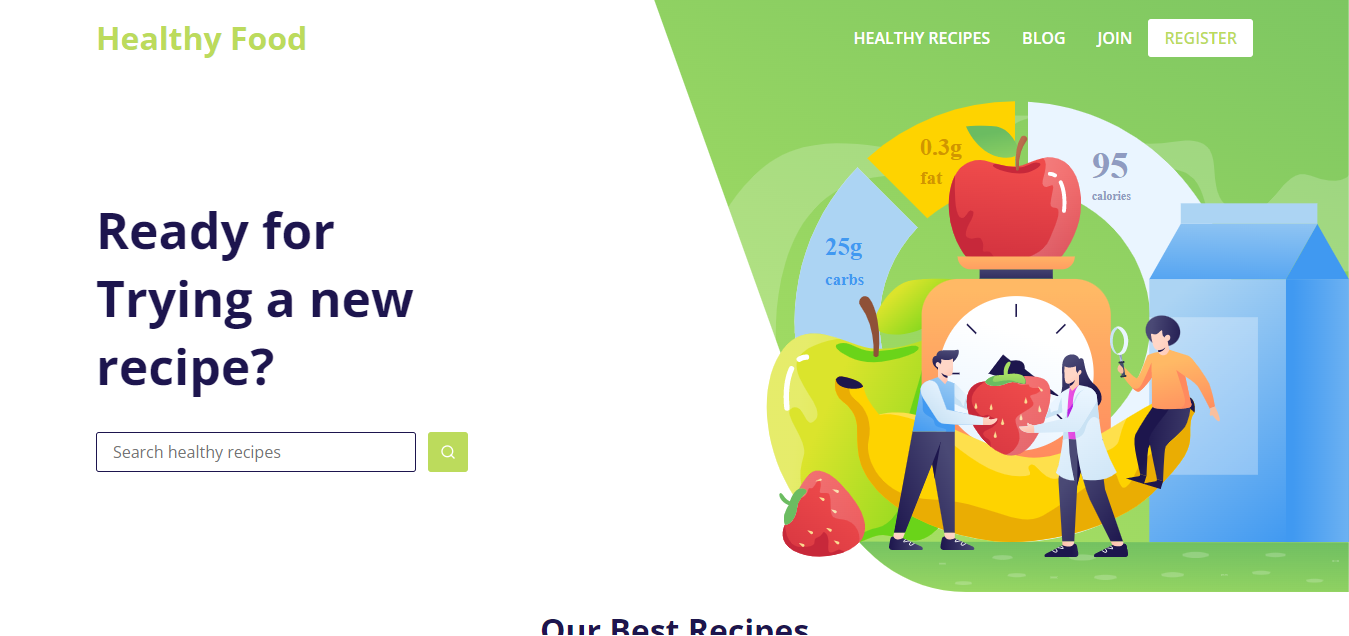 Healthy Food
HEALTHY RECIPES
BLOG
JOIN
REGISTER
0.3g
fat
95
calories
25g
carbs
Ready for
Trying a new
recipe?
Search healthy recipes
Our Best Recipes